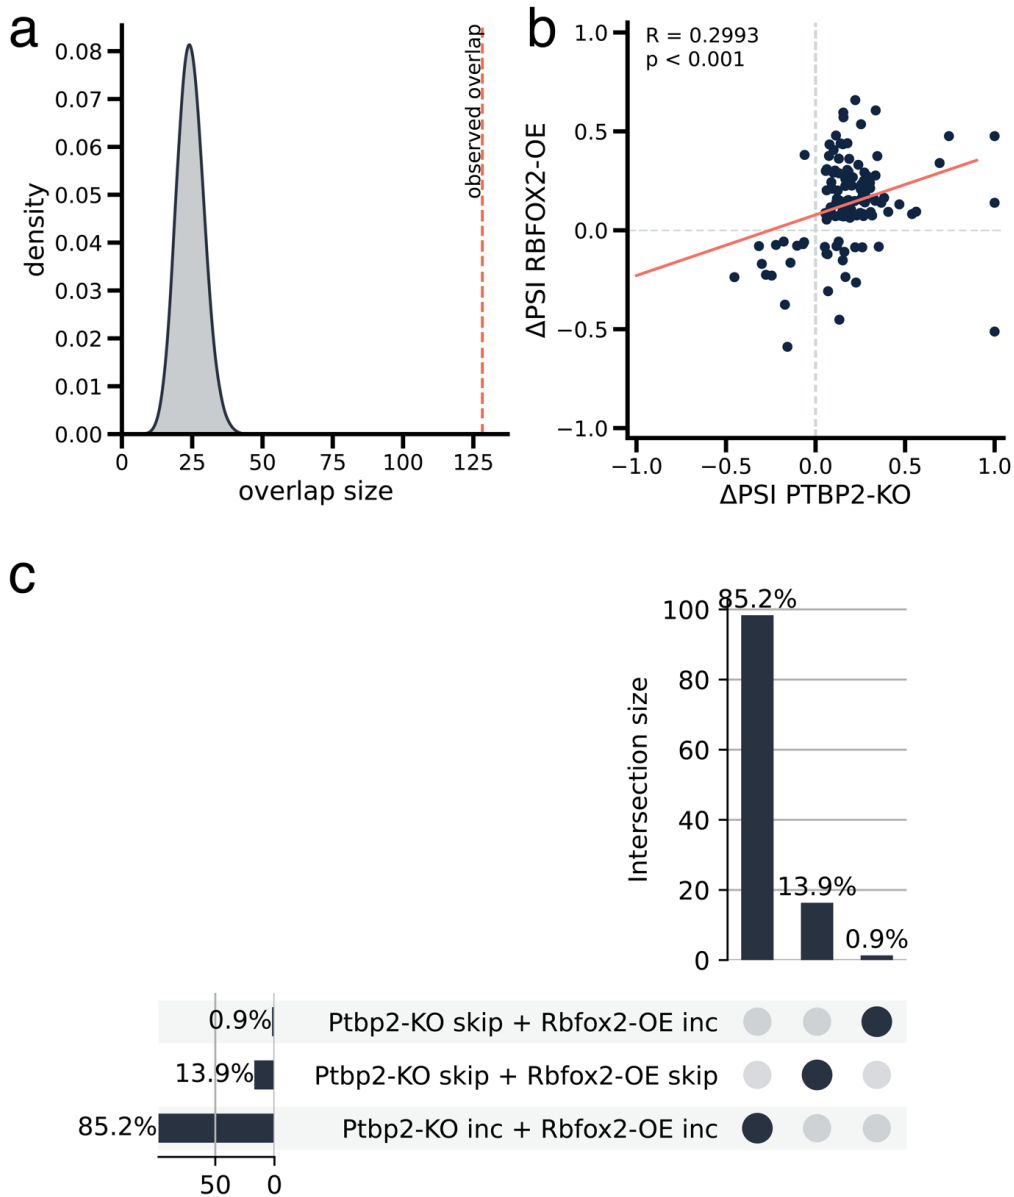 a
0.08
0.07
0.06
0.05
0.04
0.03
0.02
0.01
0.00
density
0
25
50
75
100
125
overlap size
observed overlap
b
R = 0.2993
p < 0.001
1.0
0.5
0.0
−0.5
−1.0
ΔPSI RBFOX2-OE
−1.0
−0.5
0.0
0.5
1.0
ΔPSI PTBP2-KO
c
100
80
60
40
20
0
Intersection size
85.2%
13.9%
0.9%
0.9%
Ptbp2-KO skip + Rbfox2-OE inc
13.9%
Ptbp2-KO skip + Rbfox2-OE skip
85.2%
Ptbp2-KO inc + Rbfox2-OE inc
50
0